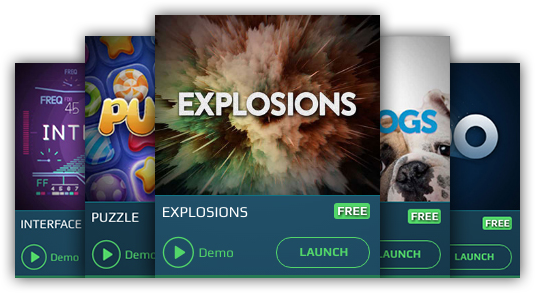 FREQ
FREQ
45
INT
FF
INTERFACE
Demo
PU
PUZZLE
Demo
EXPLOSIONS
EXPLOSIONS
FREE
Demo
LAUNCH
OGS
FREE
LAUNCH
O
FREE
LAUNCH